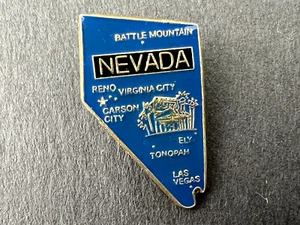 BATTLE MOUNTAIN
NEVADA
RENO
VIRGINIA CITY
CARSON
CITY
ELY
TONOPAH
LAS
VEGAS